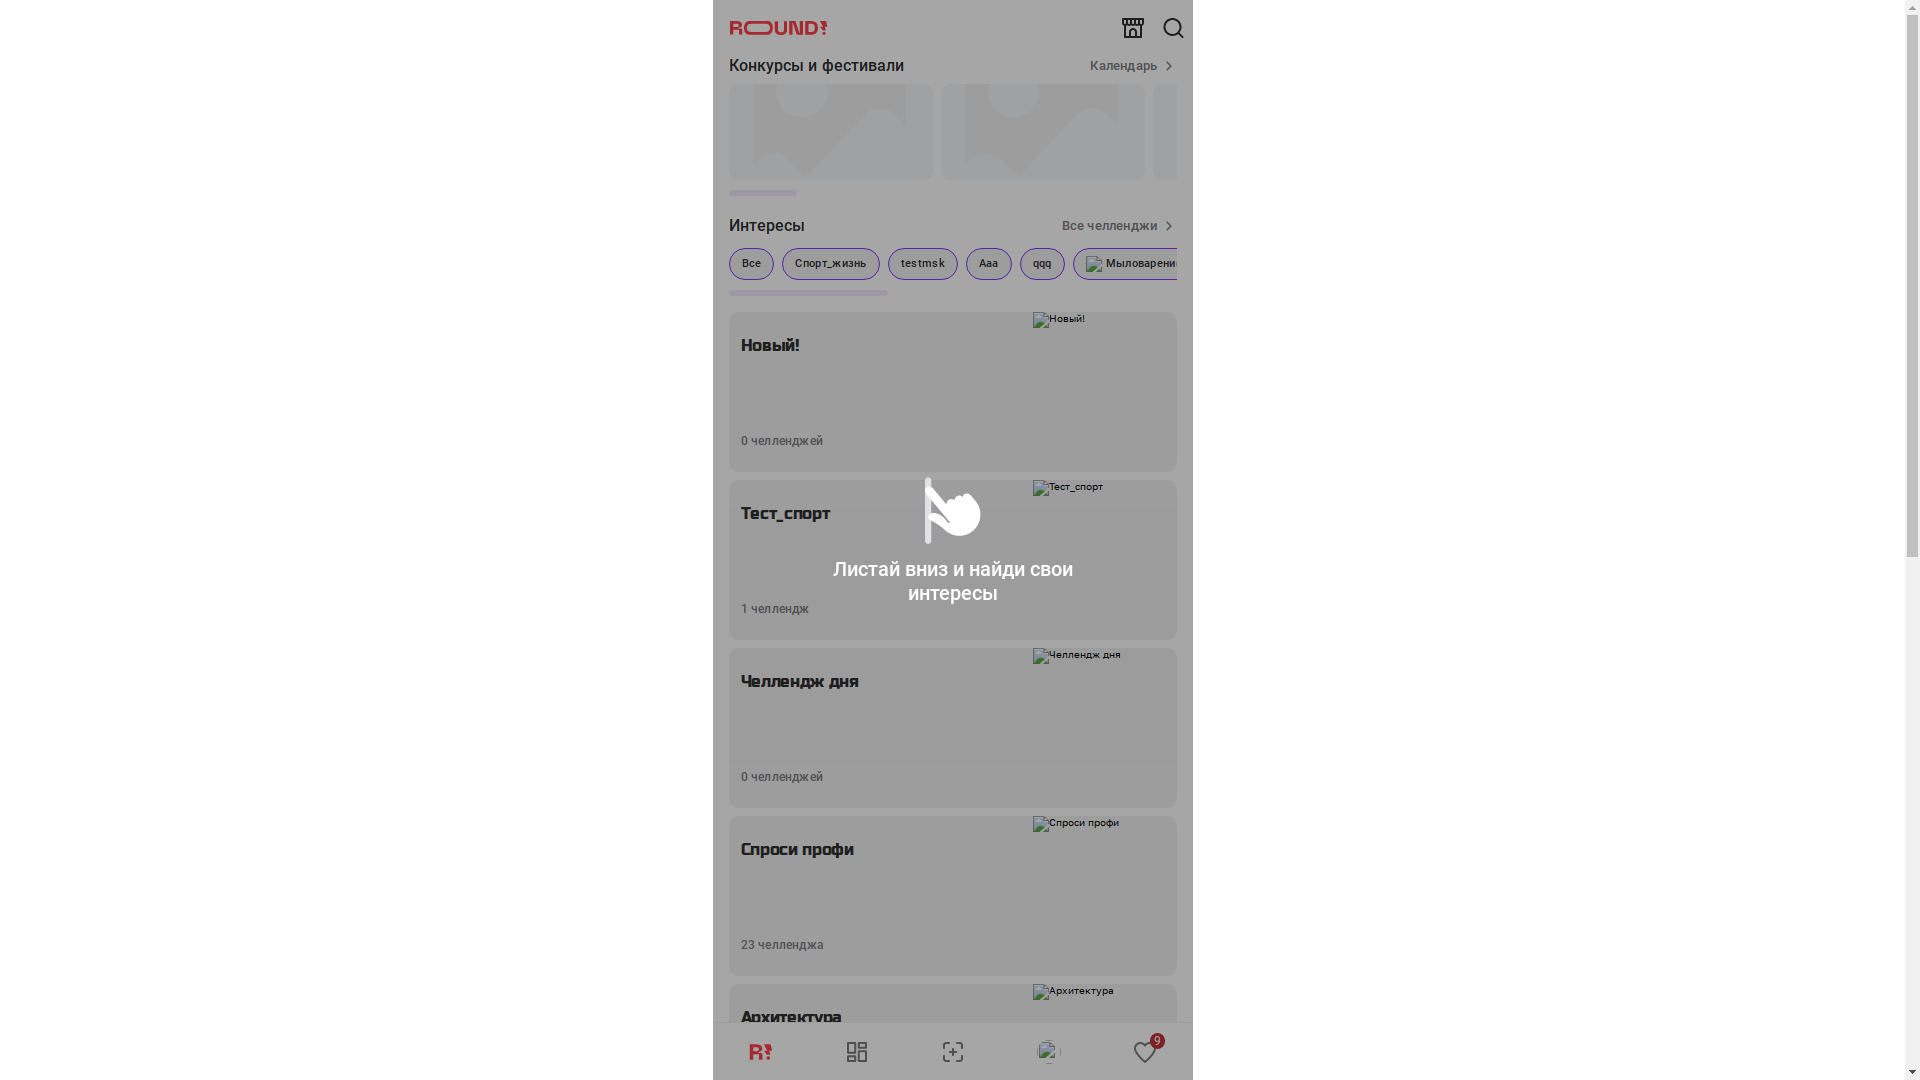 ROUND!
Конкурсы и фестивали
Календарь
Интересы
Все челленджи
Все
Спорт_жизнь
testmsk
Ааа
qqq
Мыловарени
Новый!
Новый!
0 челленджей
Тест_спорт
Тест_спорт
Листай вниз и найди свои
интересы
1 челлендж
Челлендж дня
Челлендж дня
0 челленджей
Спроси профи
Спроси профи
23 челленджа
Архитектура
Архитектура
R!
9